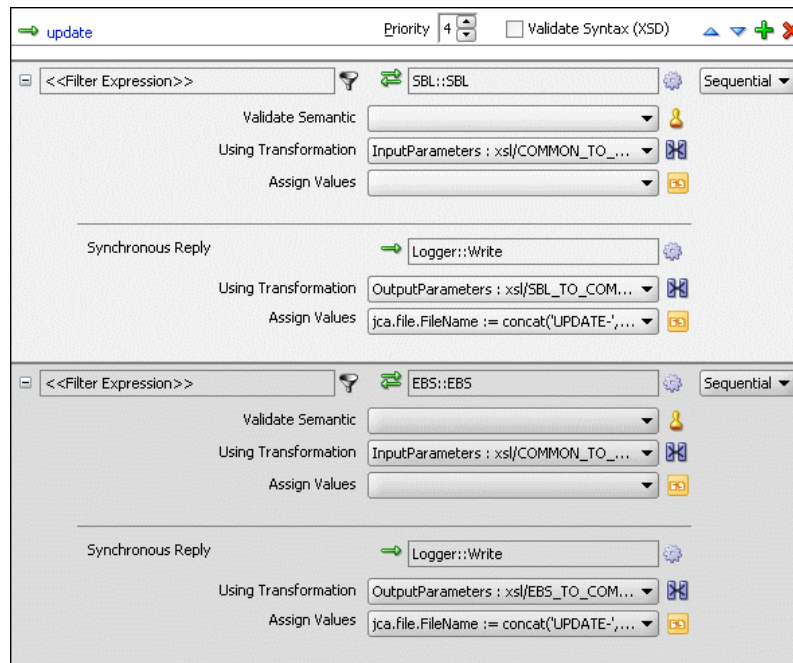 update Priority 4 Validate Syntax (XSD)
<<Filter Expression>> SBL::SBL Sequential
Validate Semantic
Using Transformation InputParameters : xsl/COMMON_TO_...
Assign Values
Synchronous Reply Logger::Write
Using Transformation OutputParameters : xsl/SBL_TO_COM...
Assign Values jca.file.FileName := concat('UPDATE-',...
<<Filter Expression>> EBS::EBS Sequential
Validate Semantic
Using Transformation InputParameters : xsl/COMMON_TO_...
Assign Values
Synchronous Reply Logger::Write
Using Transformation OutputParameters : xsl/EBS_TO_COM...
Assign Values jca.file.FileName := concat('UPDATE-',...